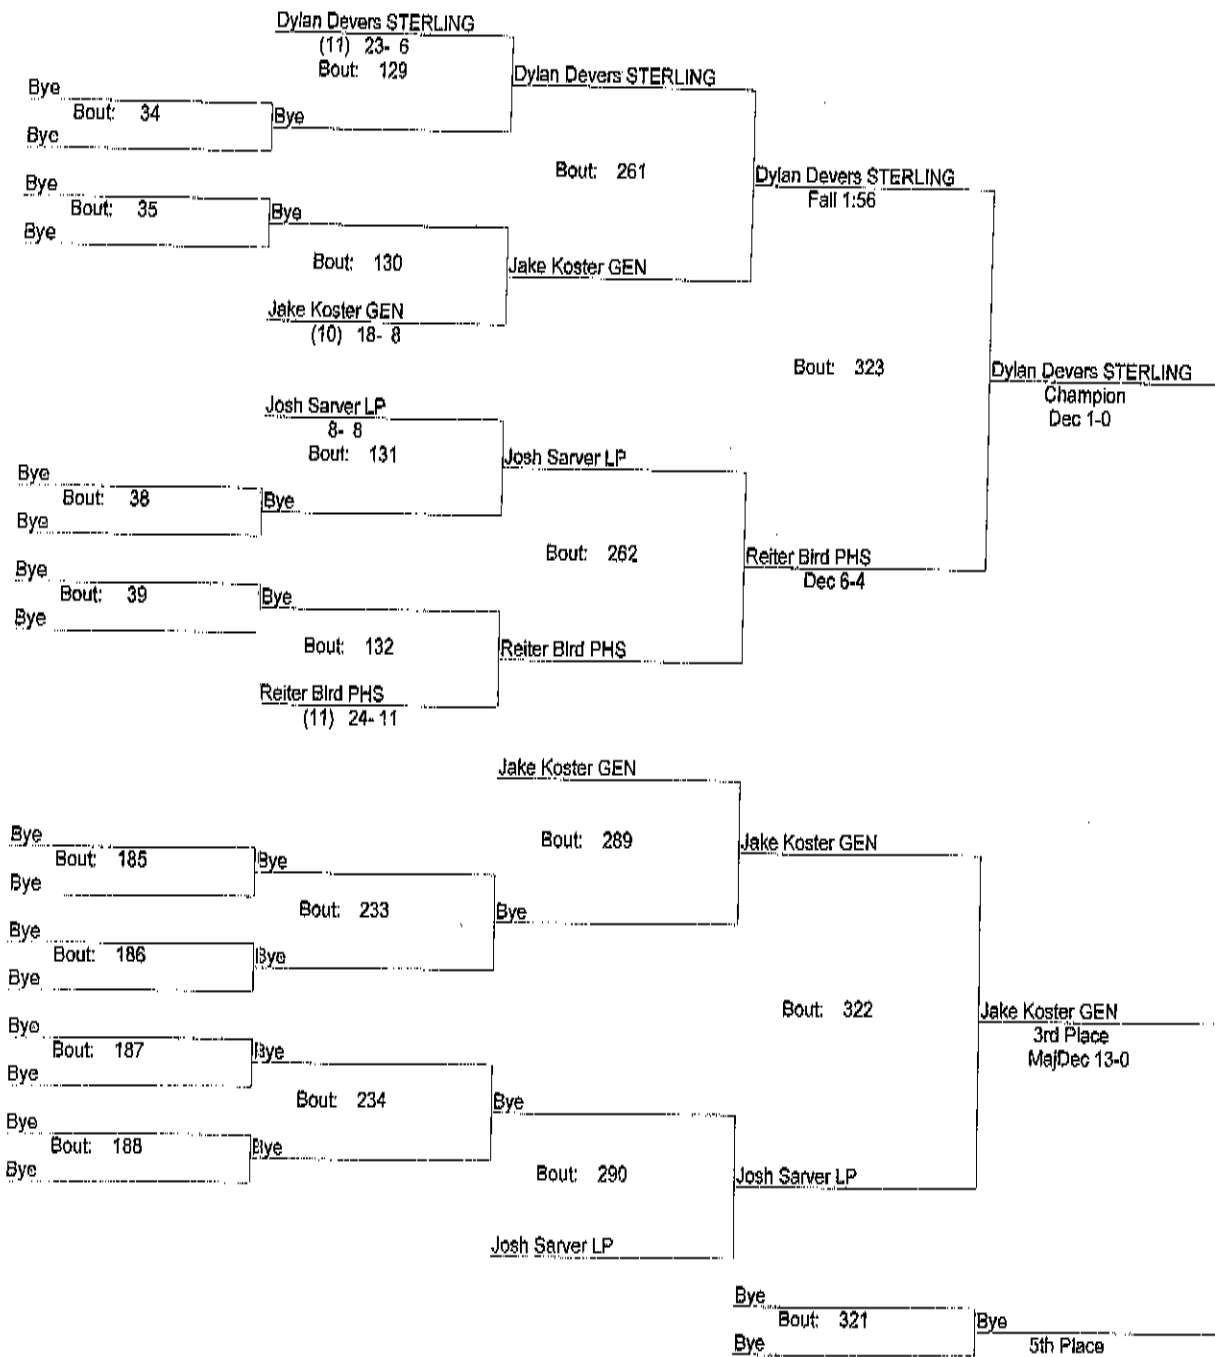 Dylan Devers STERLING
(11) 23- 6
Bout: 129
Dylan Devers STERLING
Bye
Bout: 34
Bye
Bye
Bout: 261
Dylan Devers STERLING
Fall 1:56
Bye
Bout: 35
Bye
Bye
Bout: 130
Jake Koster GEN
Jake Koster GEN
(10) 18- 8
Bout: 323
Dylan Devers STERLING
Champion
Dec 1-0
Josh Sarver LP
8- 8
Bout: 131
Josh Sarver LP
Bye
Bout: 38
Bye
Bye
Bout: 262
Reiter Bird PHS
Dec 6-4
Bye
Bout: 39
Bye
Bye
Bout: 132
Reiter Bird PHS
Reiter Bird PHS
(11) 24- 11
Jake Koster GEN
Bout: 289
Jake Koster GEN
Bye
Bout: 185
Bye
Bye
Bout: 233
Bye
Bye
Bout: 186
Bye
Bye
Bout: 322
Jake Koster GEN
3rd Place
MajDec 13-0
Bye
Bout: 187
Bye
Bye
Bout: 234
Bye
Bye
Bout: 188
Bye
Bye
Bout: 290
Josh Sarver LP
Josh Sarver LP
Bye
Bout: 321
Bye
Bye
5th Place